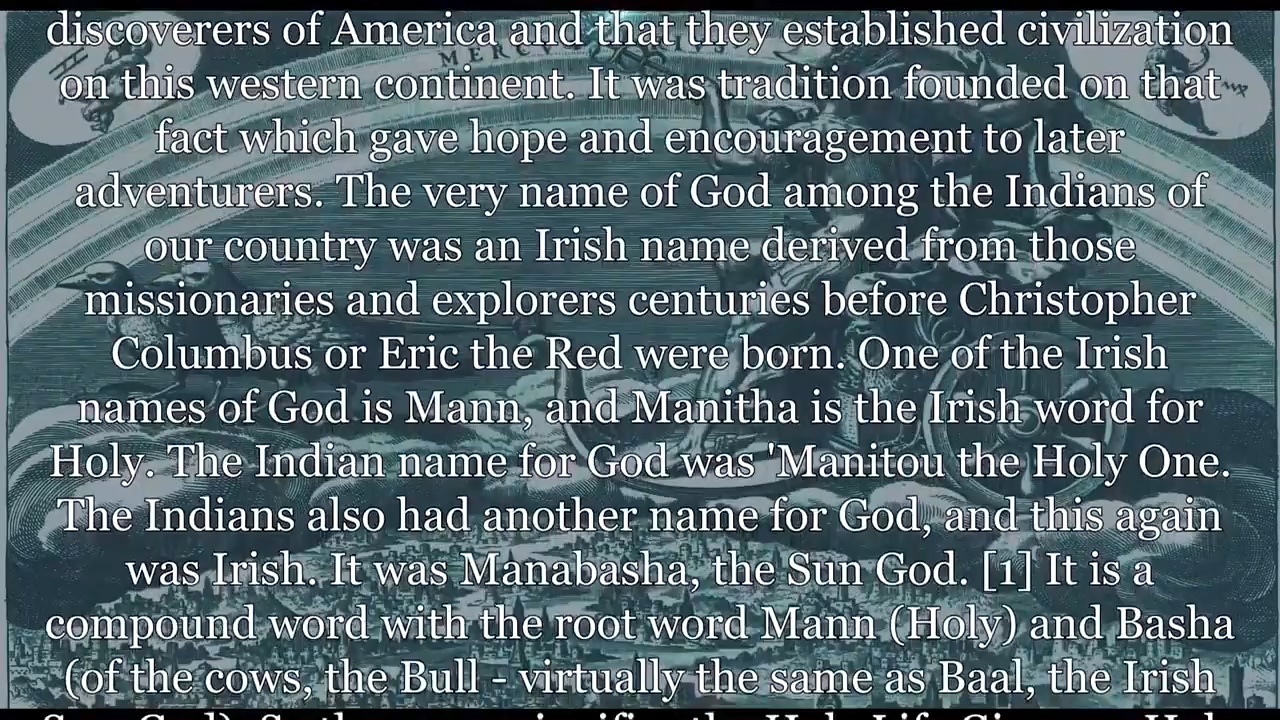 discoverers of America and that they established civilization
on this western continent. It was tradition founded on that
fact which gave hope and encouragement to later
adventurers. The very name of God among the Indians of
our country was an Irish name derived from those
missionaries and explorers centuries before Christopher
Columbus or Eric the Red were born. One of the Irish
names of God is Mann, and Manitha is the Irish word for
Holy. The Indian name for God was 'Manitou the Holy One.
The Indians also had another name for God, and this again
was Irish. It was Manabasha, the Sun God. [1] It is a
compound word with the root word Mann (Holy) and Basha
(of the cows, the Bull - virtually the same as Baal, the Irish